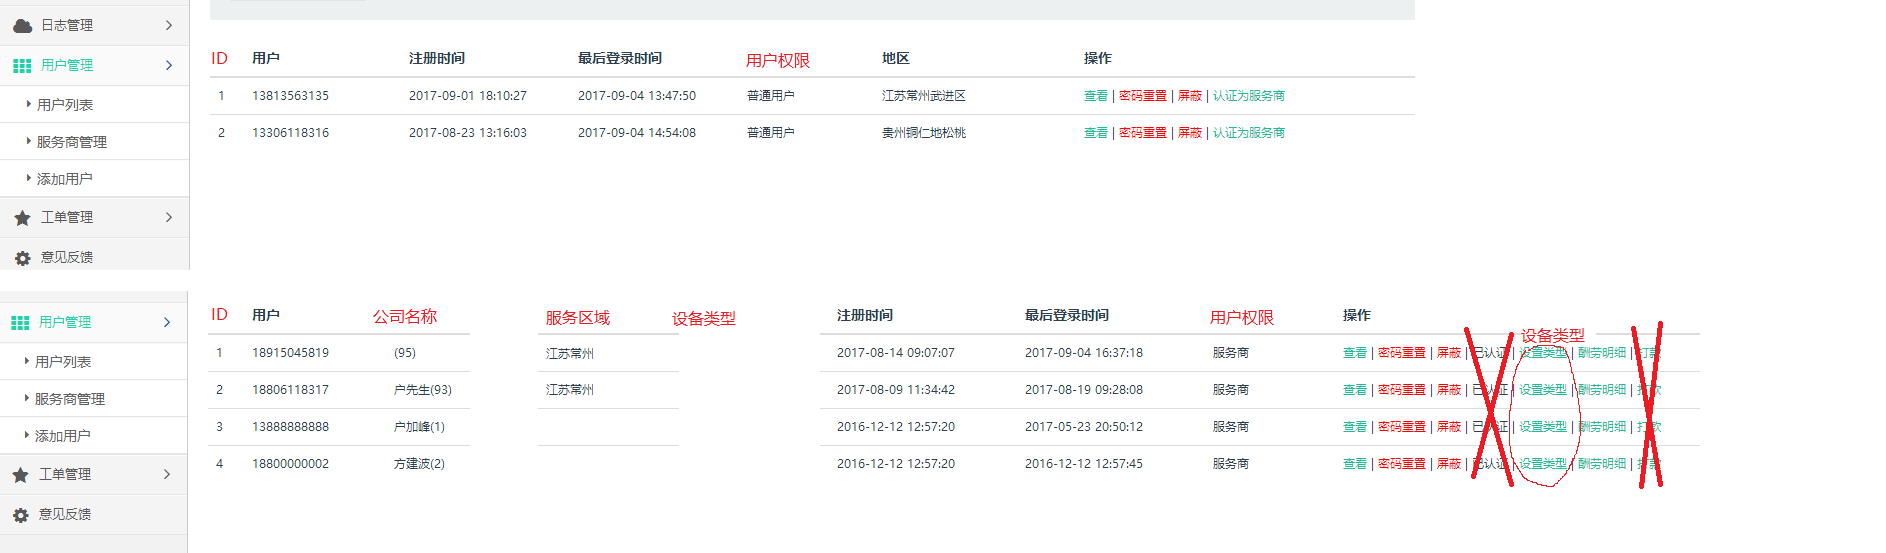 日志管理
用户管理
用户列表
服务商管理
添加用户
工单管理
意见反馈
ID 用户 注册时间 最后登录时间 用户权限 地区 操作
1 13813563135 2017-09-01 18:10:27 2017-09-04 13:47:50 普通用户 江苏常州武进区 查看 | 密码重置 | 屏蔽 | 认证为服务商
2 13306118316 2017-08-23 13:16:03 2017-09-04 14:54:08 普通用户 贵州铜仁地松桃 查看 | 密码重置 | 屏蔽 | 认证为服务商
用户管理
用户列表
服务商管理
添加用户
工单管理
意见反馈
ID 用户 公司名称 服务区域 设备类型 注册时间 最后登录时间 用户权限 操作
设备类型
1 18915045819 (95) 江苏常州 2017-08-14 09:07:07 2017-09-04 16:37:18 服务商 查看 | 密码重置 | 屏蔽 | 已认证 | 设置类型 | 酬劳明细 | 打款
2 18806118317 户先生(93) 江苏常州 2017-08-09 11:34:42 2017-08-19 09:28:08 服务商 查看 | 密码重置 | 屏蔽 | 已认证 | 设置类型 | 酬劳明细 | 打款
3 13888888888 户加峰(1) 2016-12-12 12:57:20 2017-05-23 20:50:12 服务商 查看 | 密码重置 | 屏蔽 | 已认证 | 设置类型 | 酬劳明细 | 打款
4 18800000002 方建波(2) 2016-12-12 12:57:20 2016-12-12 12:57:45 服务商 查看 | 密码重置 | 屏蔽 | 已认证 | 设置类型 | 酬劳明细 | 打款